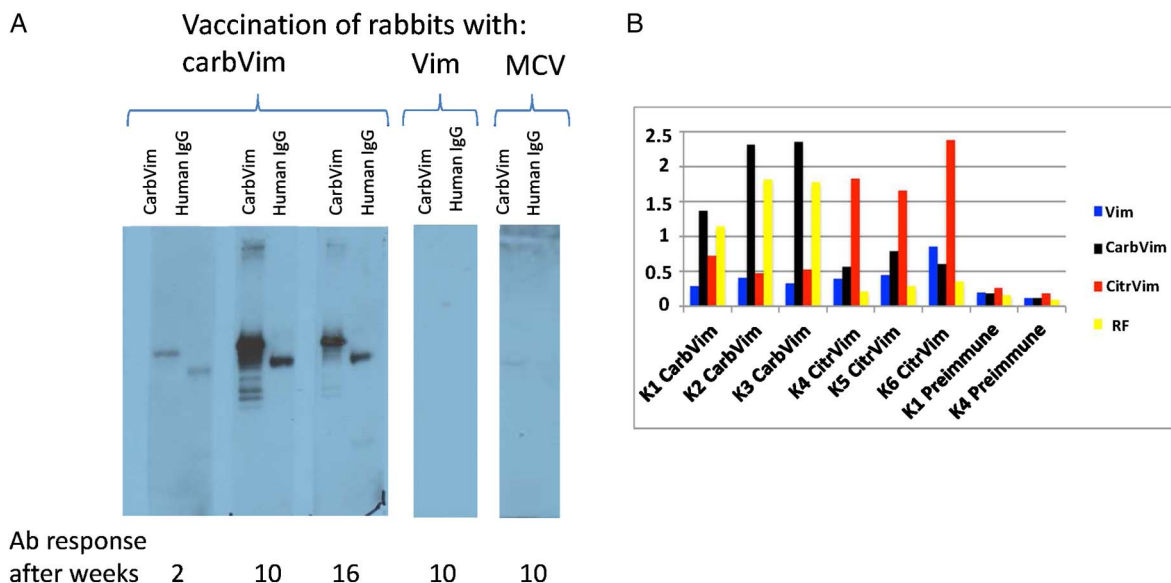 A
Vaccination of rabbits with:
carbVim
Vim
MCV
CarbVim
Human IgG
CarbVim
Human IgG
CarbVim
Human IgG
CarbVim
Human IgG
CarbVim
Human IgG
Ab response
after weeks 2 10 16 10 10
B
2.5
2
1.5
1
0.5
0
K1 CarbVim
K2 CarbVim
K3 CarbVim
K4 CitrVim
K5 CitrVim
K6 CitrVim
K1 Preimmune
K4 Preimmune
Vim
CarbVim
CitrVim
RF